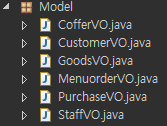 Model
CofferVO.java
CustomerVO.java
GoodsVO.java
MenuorderVO.java
PurchaseVO.java
StaffVO.java